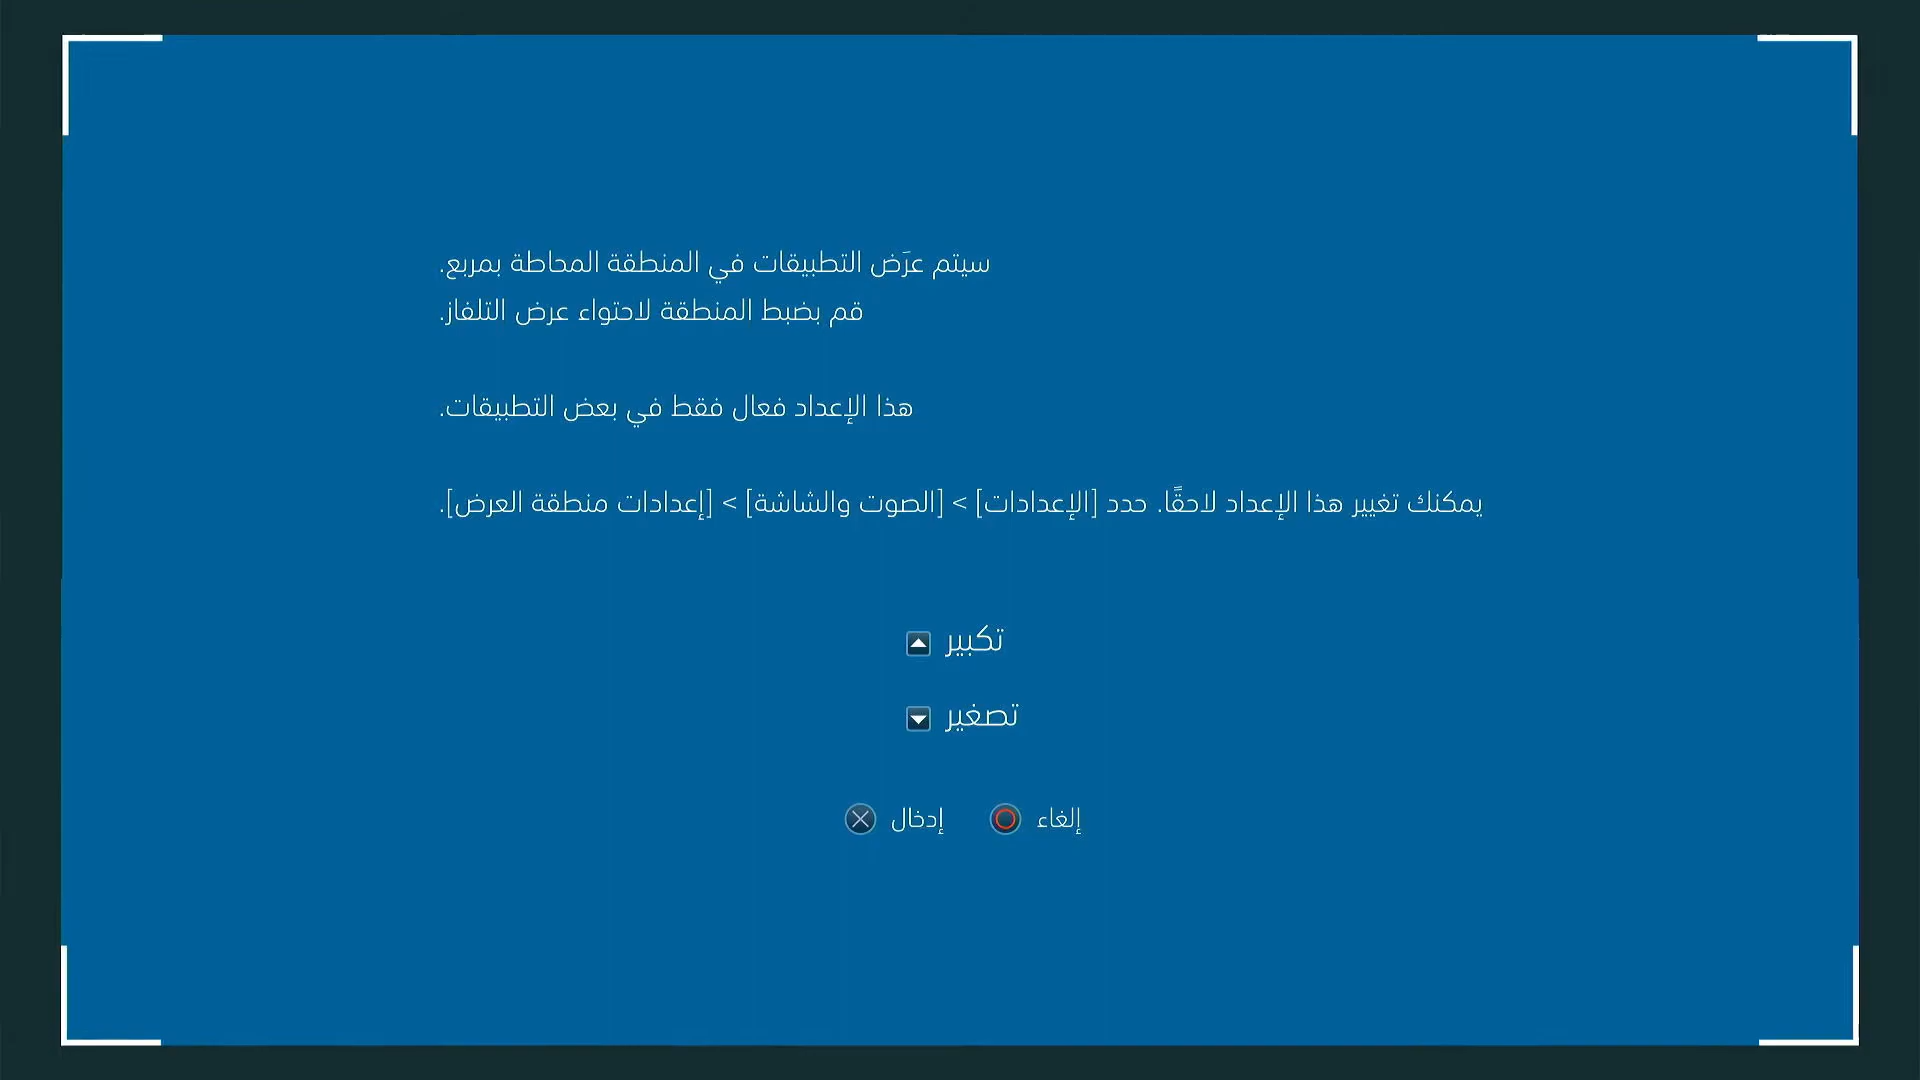 سيتم عرَض التطبيقات في المنطقة المحاطة بمربع.
قم بضبط المنطقة لاحتواء عرض التلفاز.
هذا الإعداد فعال فقط في بعض التطبيقات.
يمكنك تغيير هذا الإعداد لاحقًا. حدد [الإعدادات] > [الصوت والشاشة] > [إعدادات منطقة العرض].
تكبير
تصغير
إلغاء إدخال